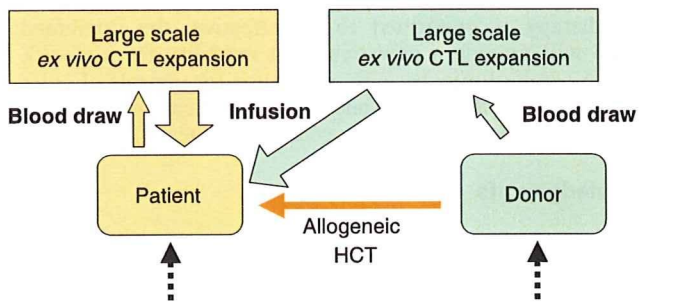 Large scale
ex vivo CTL expansion
Large scale
ex vivo CTL expansion
Blood draw
Infusion
Blood draw
Patient
Donor
Allogeneic
HCT